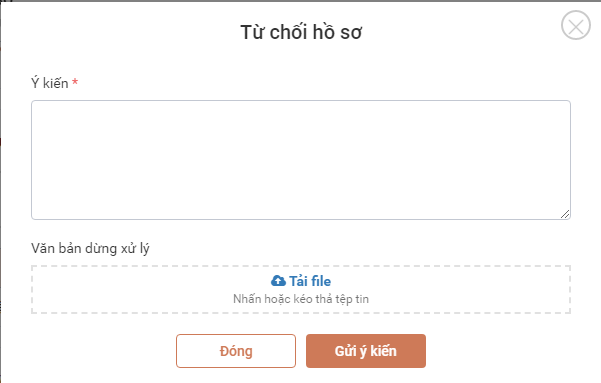 Từ chối hồ sơ
Ý kiến *
Văn bản dừng xử lý
Tải file
Nhấn hoặc kéo thả tệp tin
Đóng
Gửi ý kiến